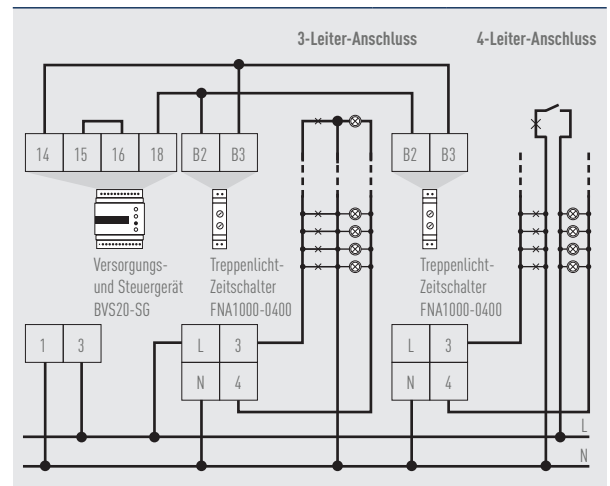 3-Leiter-Anschluss 4-Leiter-Anschluss
14 15 16 18 B2 B3 B2 B3
Versorgungs-
und Steuergerät
BVS20-SG
Treppenlicht-
Zeitschalter
FNA1000-0400
Treppenlicht-
Zeitschalter
FNA1000-0400
1 3 L 3 L 3
N 4 N 4
L
N